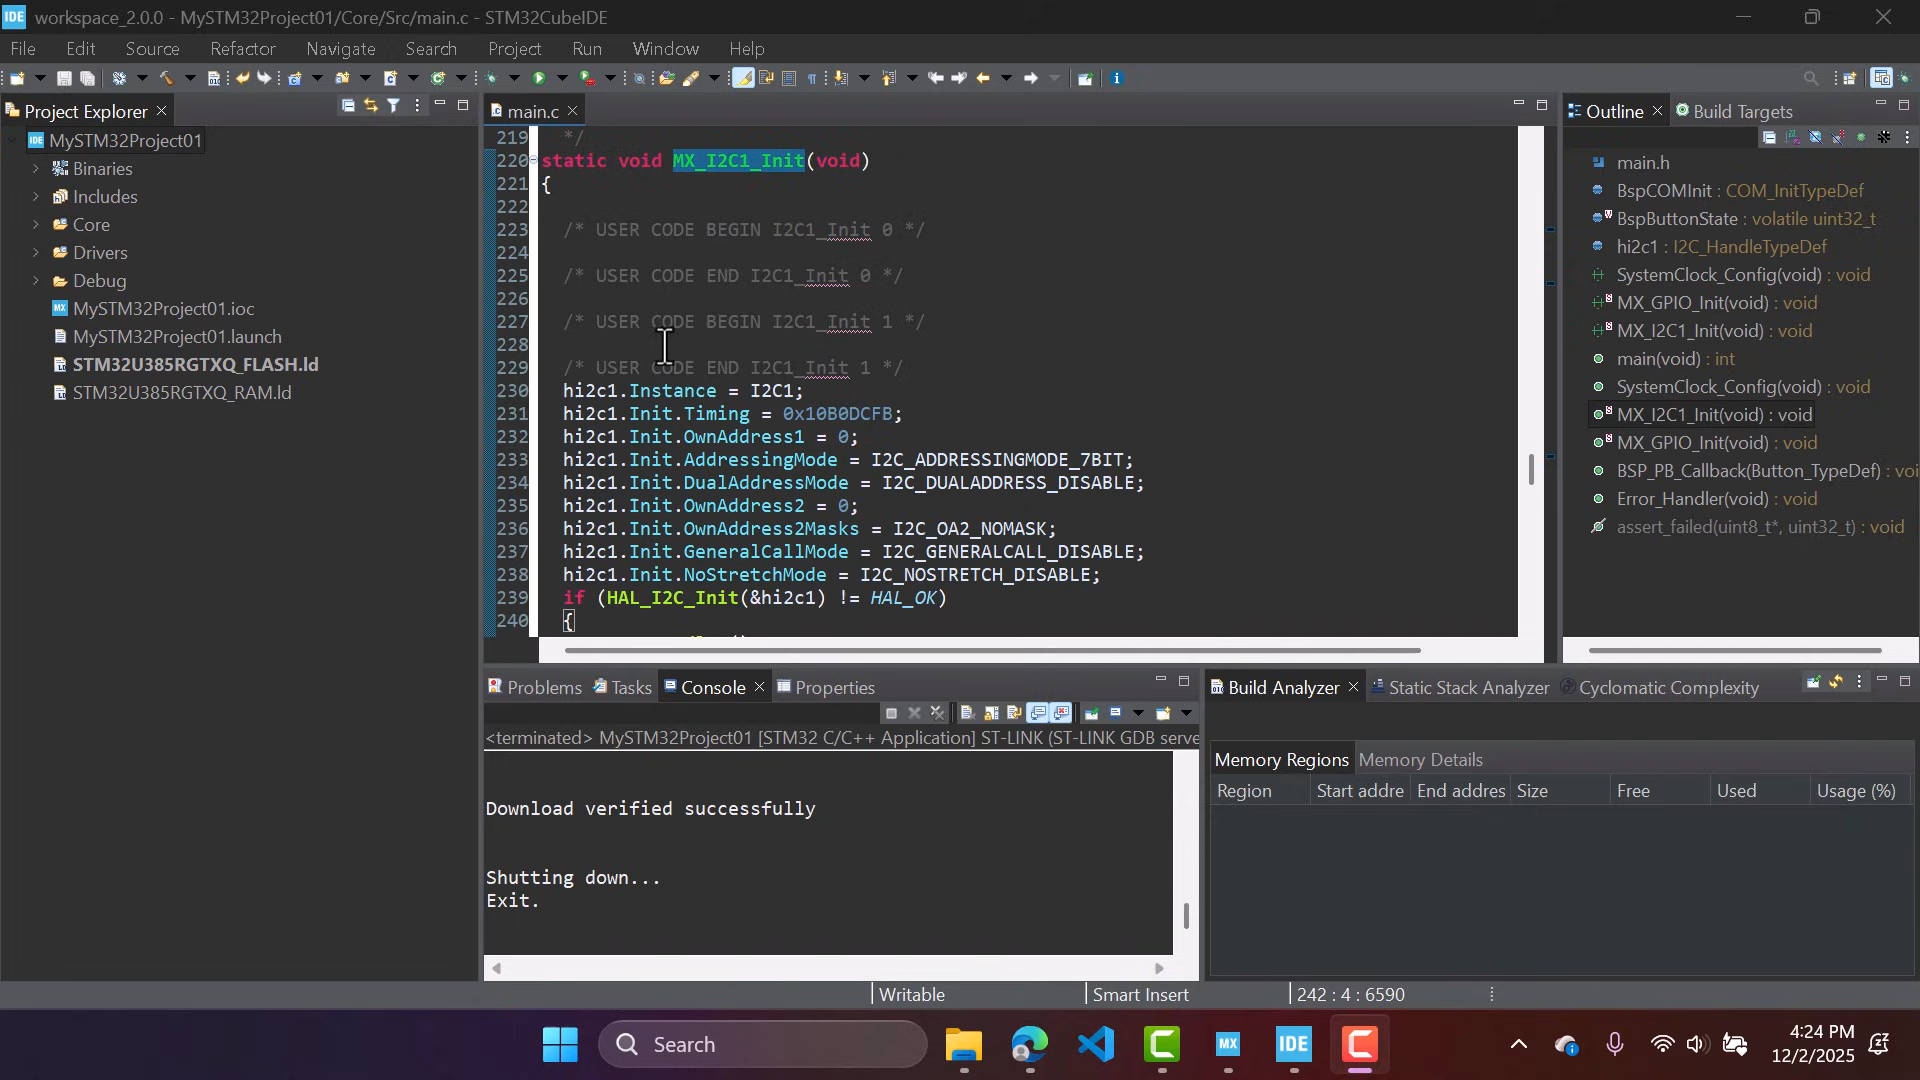 IDE workspace_2.0.0 - MySTM32Project01/Core/Src/main.c - STM32CubeIDE
File Edit Source Refactor Navigate Search Project Run Window Help
Project Explorer
MySTM32Project01
Binaries
Includes
Core
Drivers
Debug
MySTM32Project01.ioc
MySTM32Project01.launch
STM32U385RGTXQ_FLASH.ld
STM32U385RGTXQ_RAM.ld
main.c
219 */
220 static void MX_I2C1_Init(void)
221 {
222
223 /* USER CODE BEGIN I2C1_Init 0 */
224
225 /* USER CODE END I2C1_Init 0 */
226
227 /* USER CODE BEGIN I2C1_Init 1 */
228
229 /* USER CODE END I2C1_Init 1 */
230 hi2c1.Instance = I2C1;
231 hi2c1.Init.Timing = 0x10B0DCFB;
232 hi2c1.Init.OwnAddress1 = 0;
233 hi2c1.Init.AddressingMode = I2C_ADDRESSINGMODE_7BIT;
234 hi2c1.Init.DualAddressMode = I2C_DUALADDRESS_DISABLE;
235 hi2c1.Init.OwnAddress2 = 0;
236 hi2c1.Init.OwnAddress2Masks = I2C_OA2_NOMASK;
237 hi2c1.Init.GeneralCallMode = I2C_GENERALCALL_DISABLE;
238 hi2c1.Init.NoStretchMode = I2C_NOSTRETCH_DISABLE;
239 if (HAL_I2C_Init(&hi2c1) != HAL_OK)
240 {
Outline Build Targets
main.h
BspCOMInit : COM_InitTypeDef
BspButtonState : volatile uint32_t
hi2c1 : I2C_HandleTypeDef
SystemClock_Config(void) : void
MX_GPIO_Init(void) : void
MX_I2C1_Init(void) : void
main(void) : int
SystemClock_Config(void) : void
MX_I2C1_Init(void) : void
MX_GPIO_Init(void) : void
BSP_PB_Callback(Button_TypeDef) : voi
Error_Handler(void) : void
assert_failed(uint8_t*, uint32_t) : void
Problems Tasks Console Properties
<terminated> MySTM32Project01 [STM32 C/C++ Application] ST-LINK (ST-LINK GDB serve
Download verified successfully
Shutting down...
Exit.
Build Analyzer Static Stack Analyzer Cyclomatic Complexity
Memory Regions Memory Details
Region Start addre End addres Size Free Used Usage (%)
Writable Smart Insert 242 : 4 : 6590
Search
MX
IDE
4:24 PM
12/2/2025